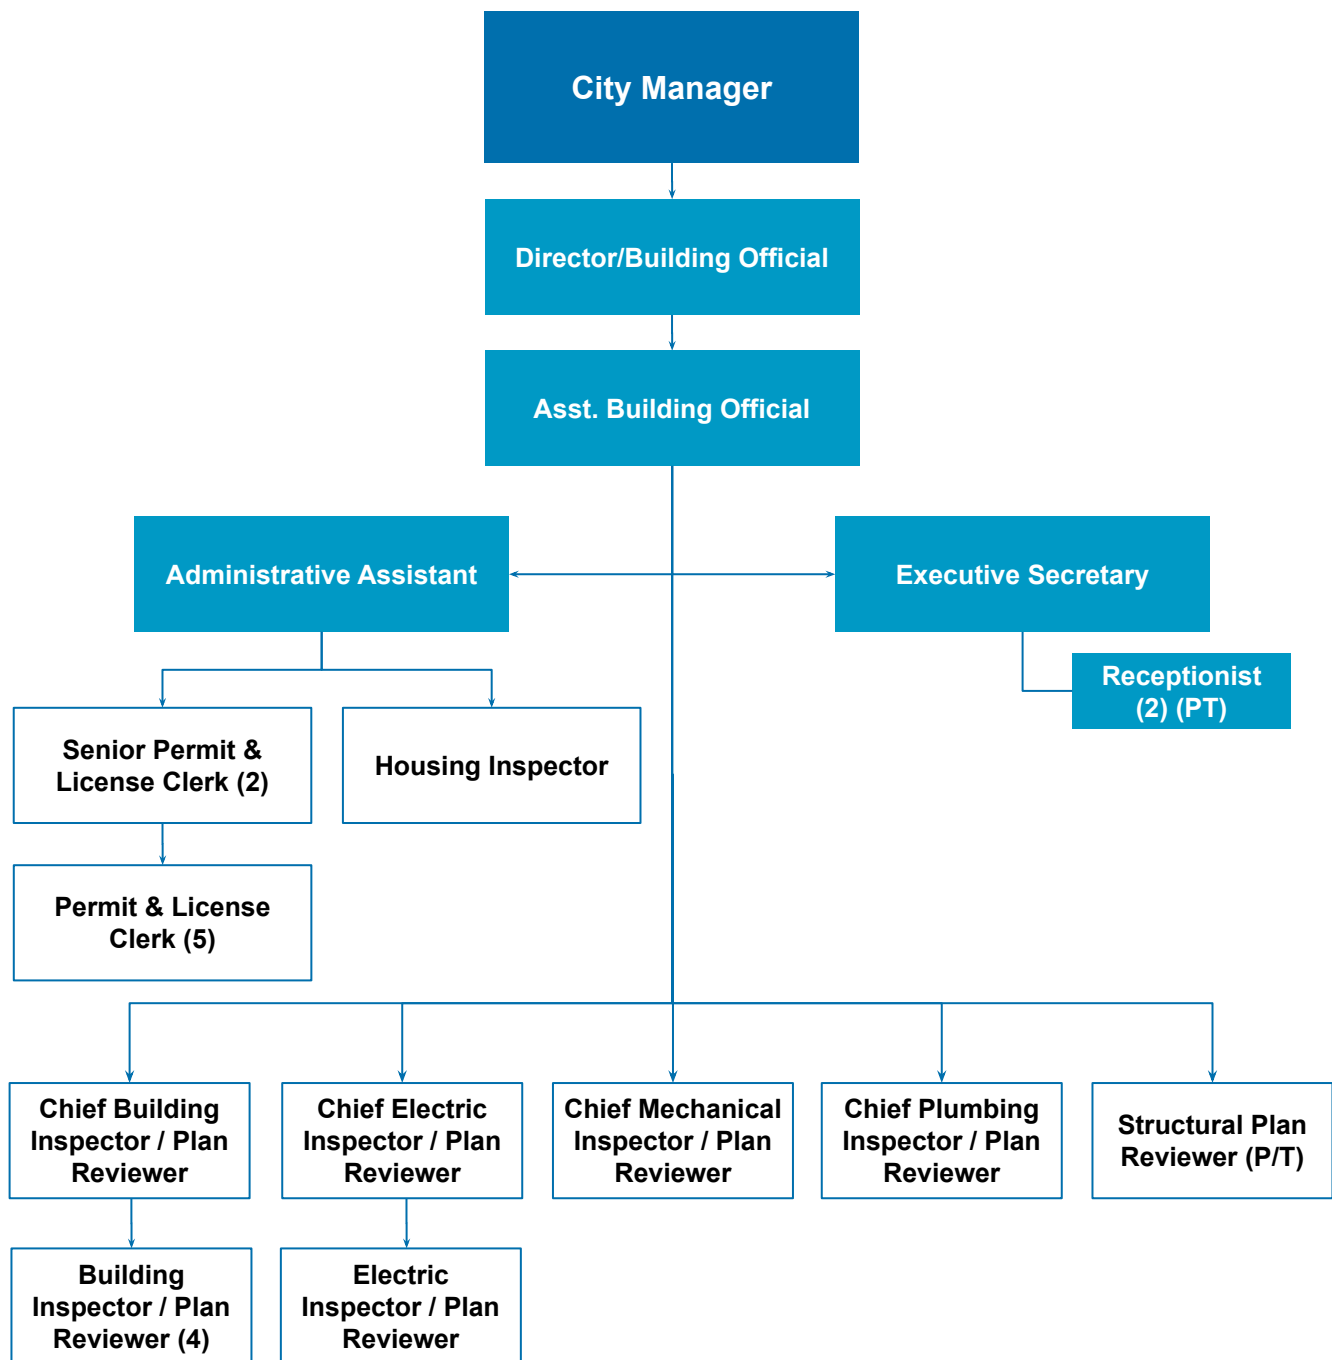 City Manager
Director/Building Official
Asst. Building Official
Administrative Assistant
Executive Secretary
Receptionist
(2) (PT)
Senior Permit &
License Clerk (2)
Housing Inspector
Permit & License
Clerk (5)
Chief Building
Inspector / Plan
Reviewer
Chief Electric
Inspector / Plan
Reviewer
Chief Mechanical
Inspector / Plan
Reviewer
Chief Plumbing
Inspector / Plan
Reviewer
Structural Plan
Reviewer (P/T)
Building
Inspector / Plan
Reviewer (4)
Electric
Inspector / Plan
Reviewer